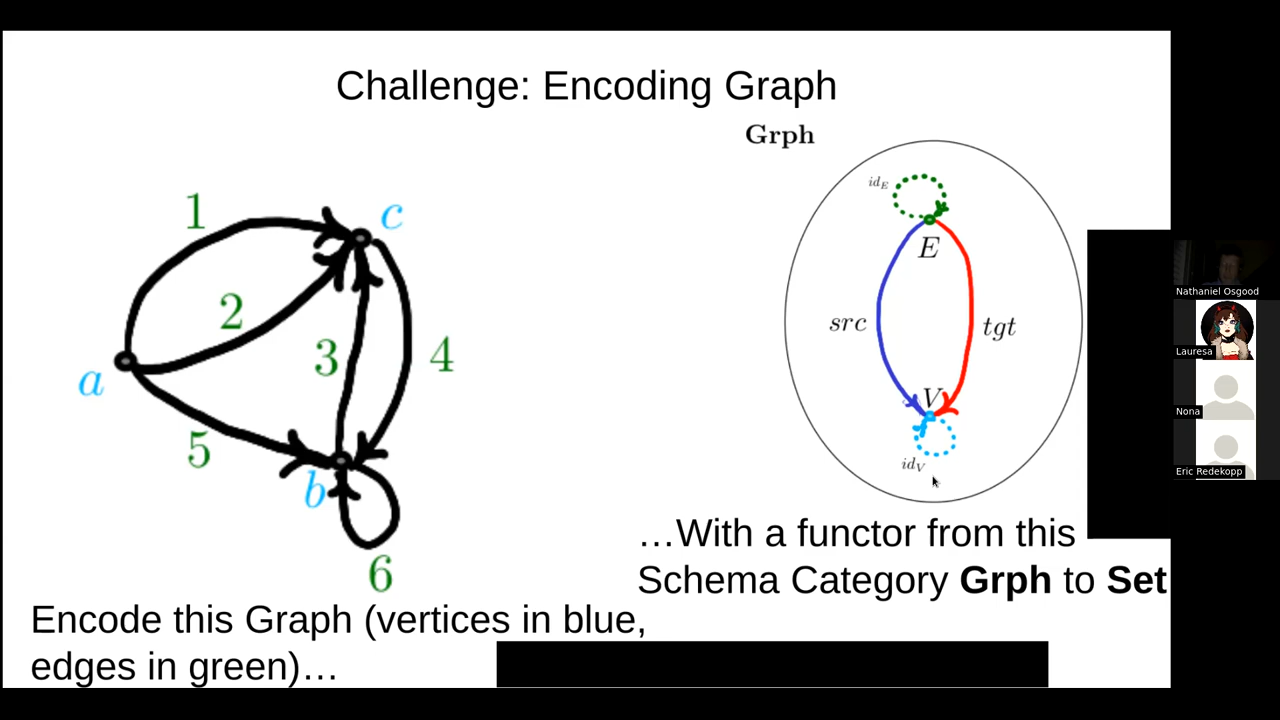 Challenge: Encoding Graph
Grph
1
c
2
3
4
a
5
b
6
id_E
E
src
tgt
V
id_V
…With a functor from this
Schema Category Grph to Set
Encode this Graph (vertices in blue,
edges in green)…
Nathaniel Osgood
Lauresa
Nona
Eric Redekopp